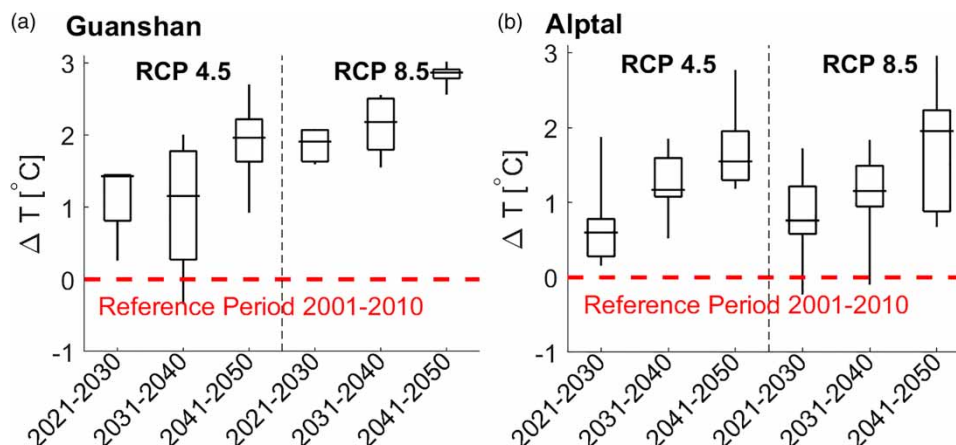 (a) Guanshan
RCP 4.5 RCP 8.5
3
2
1
0
-1
Δ T [°C]
Reference Period 2001-2010
2021-2030
2031-2040
2041-2050
2021-2030
2031-2040
2041-2050
(b) Alptal
RCP 4.5 RCP 8.5
3
2
1
0
-1
Δ T [°C]
Reference Period 2001-2010
2021-2030
2031-2040
2041-2050
2021-2030
2031-2040
2041-2050